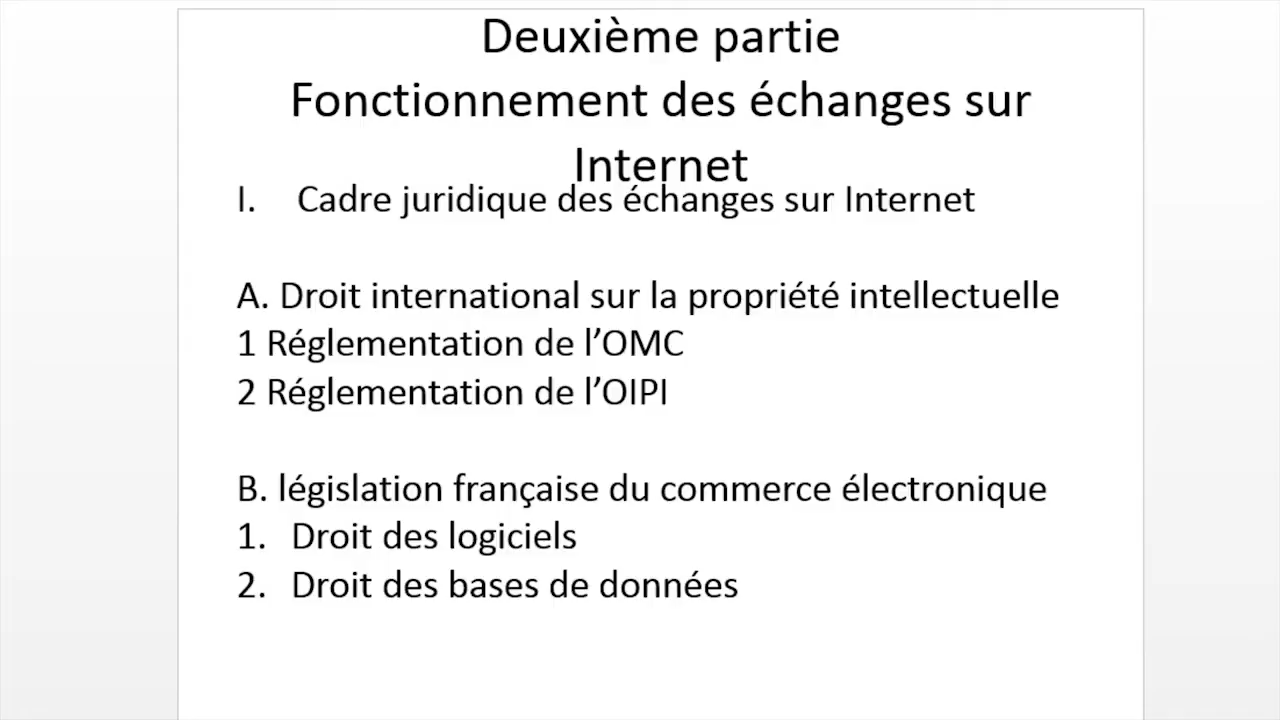 Deuxième partie
Fonctionnement des échanges sur
Internet
I. Cadre juridique des échanges sur Internet
A. Droit international sur la propriété intellectuelle
1 Réglementation de l’OMC
2 Réglementation de l’OIPI
B. législation française du commerce électronique
1. Droit des logiciels
2. Droit des bases de données